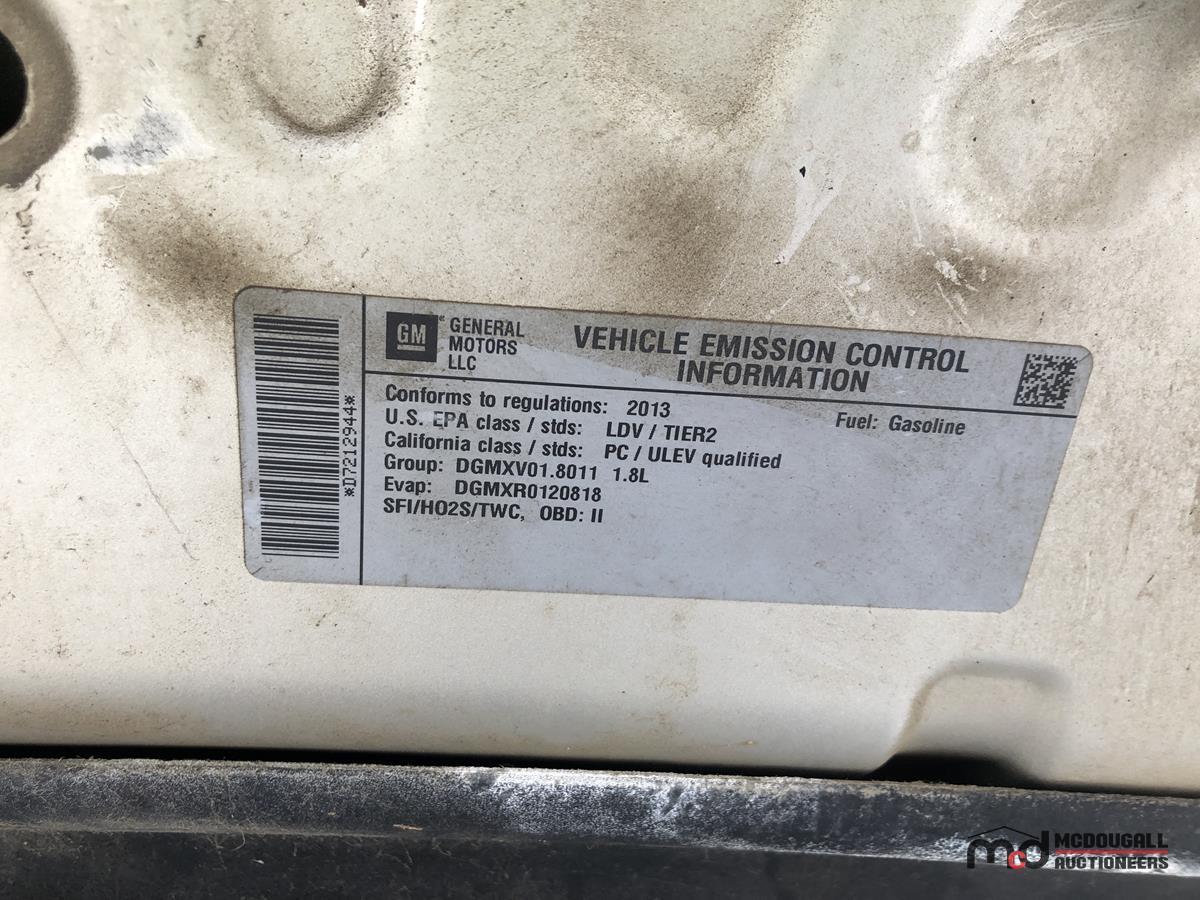 *D7212944*
GM
GENERAL
MOTORS
LLC
VEHICLE EMISSION CONTROL
INFORMATION
Conforms to regulations: 2013
Fuel: Gasoline
U.S. EPA class / stds: LDV / TIER2
California class / stds: PC / ULEV qualified
Group: DGMXV01.8011 1.8L
Evap: DGMXR0120818
SFI/HO2S/TWC, OBD: II
mcd MCDOUGALL
AUCTIONEERS